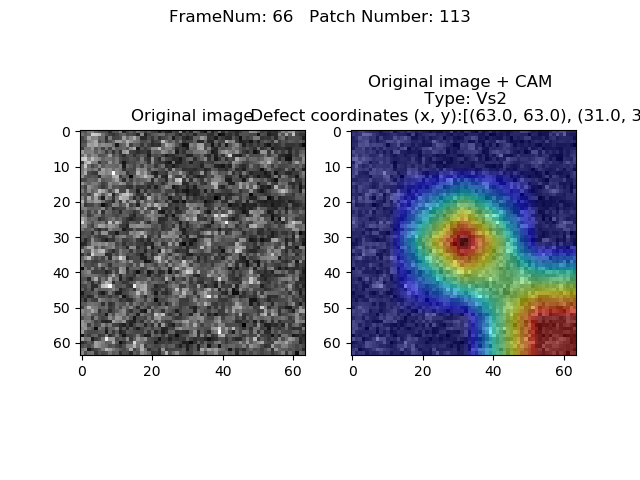 FrameNum: 66   Patch Number: 113
Original image
Original image + CAM
Type: Vs2
Defect coordinates (x, y):[(63.0, 63.0), (31.0, 3
0
10
20
30
40
50
60
0 20 40 60
0
10
20
30
40
50
60
0 20 40 60